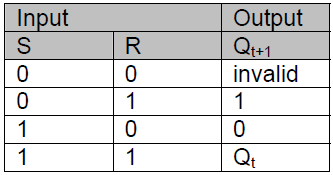 Input Output
S R Qt+1
0 0 invalid
0 1 1
1 0 0
1 1 Qt